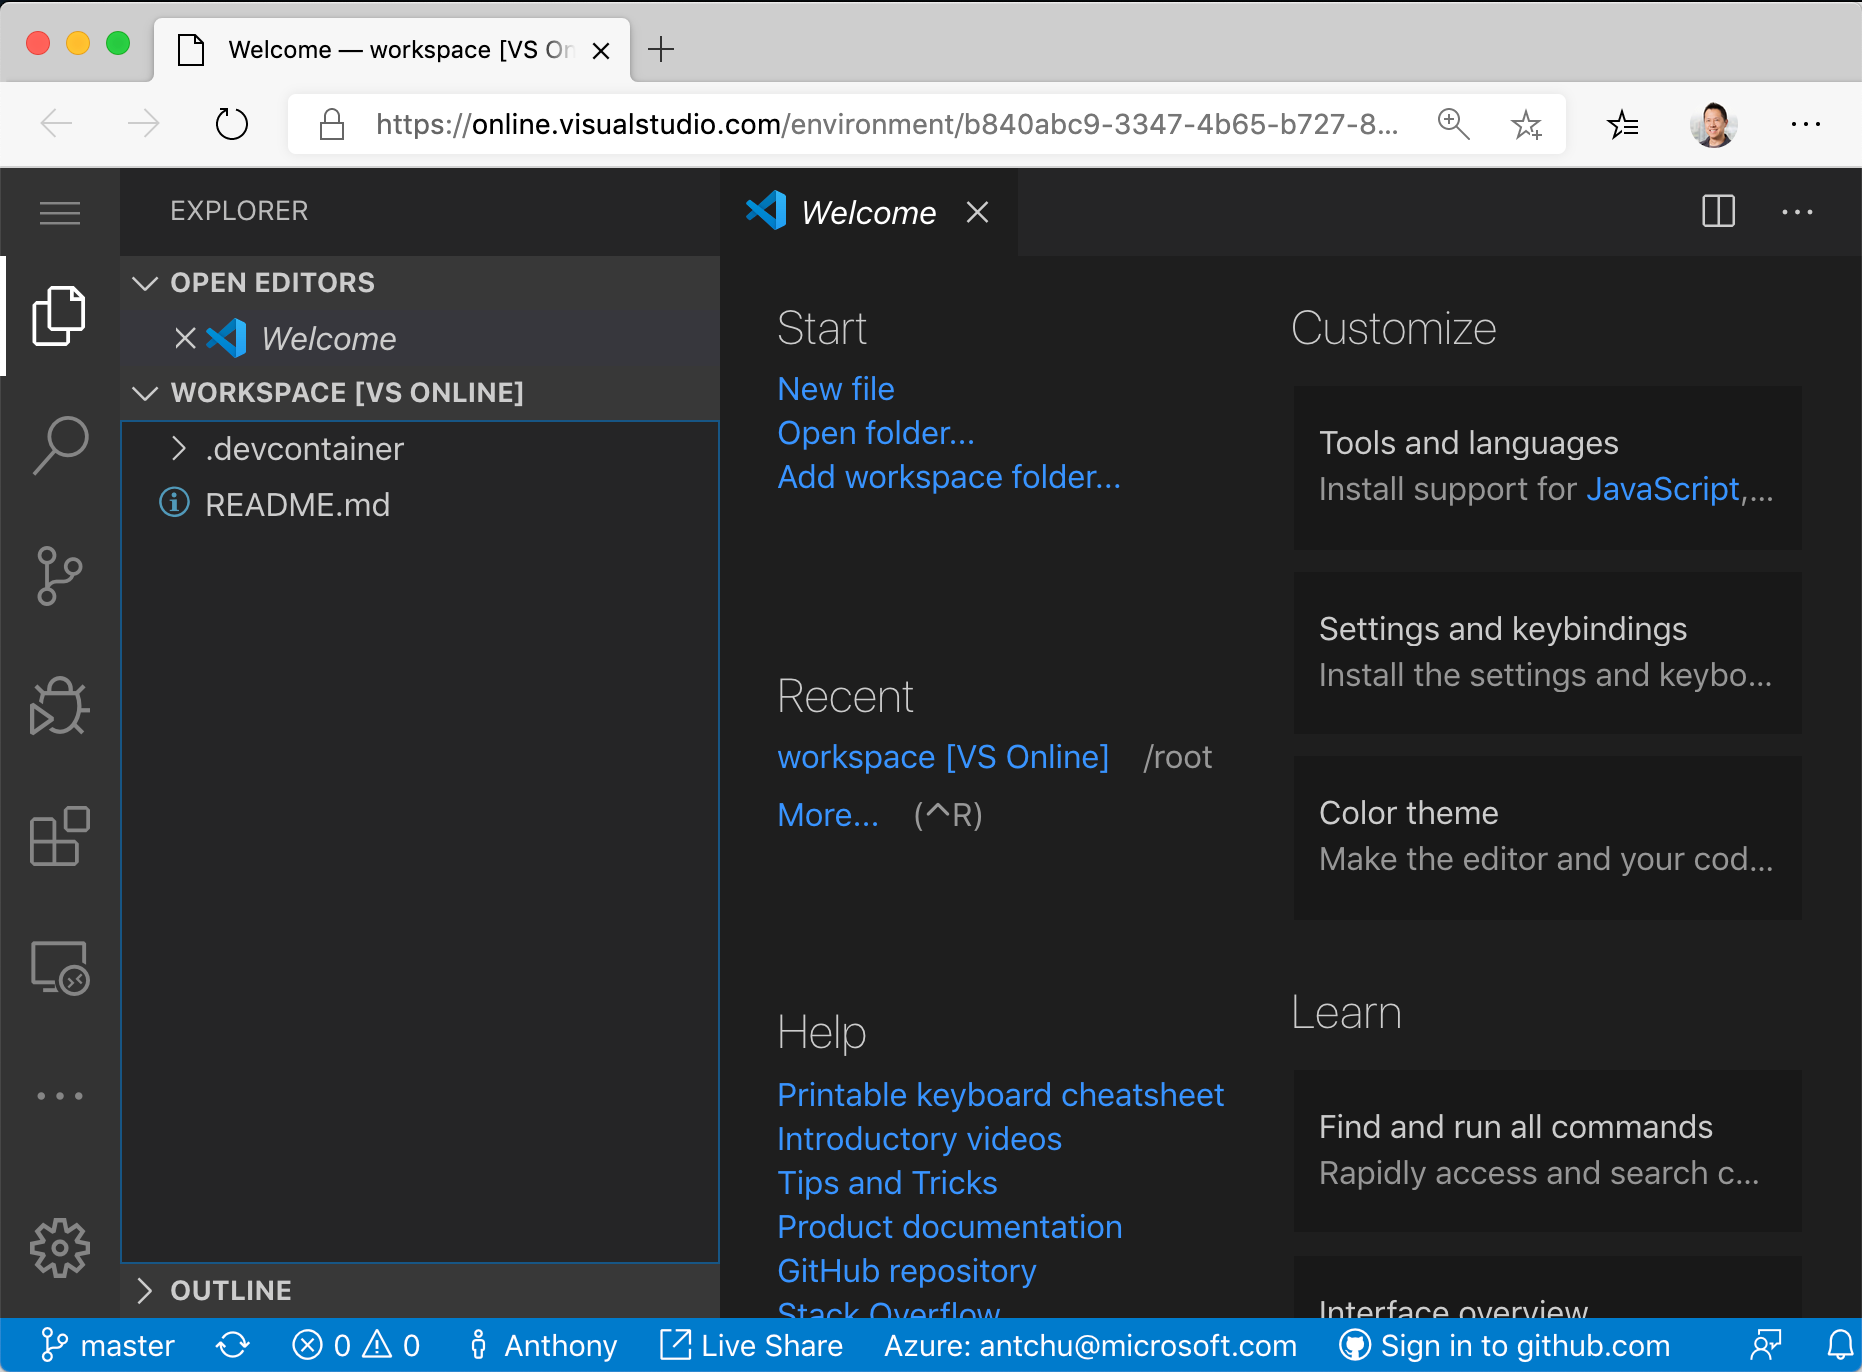 Welcome — workspace [VS On
https://online.visualstudio.com/environment/b840abc9-3347-4b65-b727-8...
EXPLORER
OPEN EDITORS
Welcome
WORKSPACE [VS ONLINE]
.devcontainer
README.md
OUTLINE
Welcome
Start
New file
Open folder...
Add workspace folder...
Recent
workspace [VS Online] /root
More... (^R)
Help
Printable keyboard cheatsheet
Introductory videos
Tips and Tricks
Product documentation
GitHub repository
Stack Overflow
Customize
Tools and languages
Install support for JavaScript,...
Settings and keybindings
Install the settings and keybo...
Color theme
Make the editor and your cod...
Learn
Find and run all commands
Rapidly access and search c...
Interface overview
master 0 0 Anthony Live Share Azure: antchu@microsoft.com Sign in to github.com